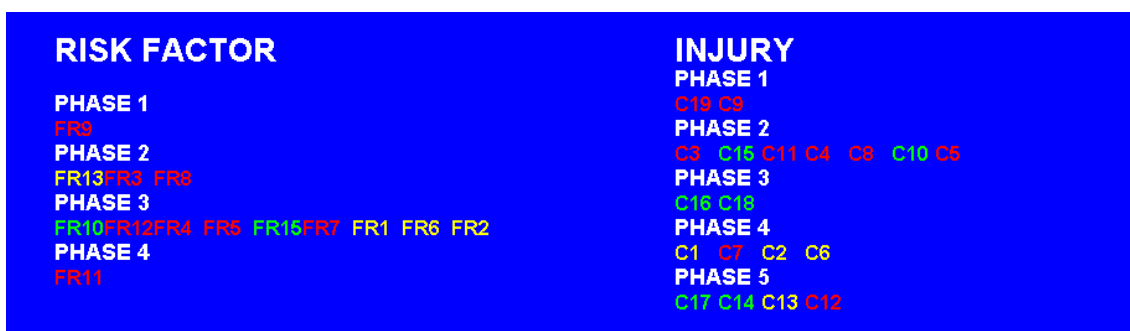 RISK FACTOR
PHASE 1
FR9
PHASE 2
FR13FR3 FR8
PHASE 3
FR10FR12FR4 FR5 FR15FR7 FR1 FR6 FR2
PHASE 4
FR11
INJURY
PHASE 1
C19 C9
PHASE 2
C3 C15 C11 C4 C8 C10 C5
PHASE 3
C16 C18
PHASE 4
C1 C7 C2 C6
PHASE 5
C17 C14 C13 C12